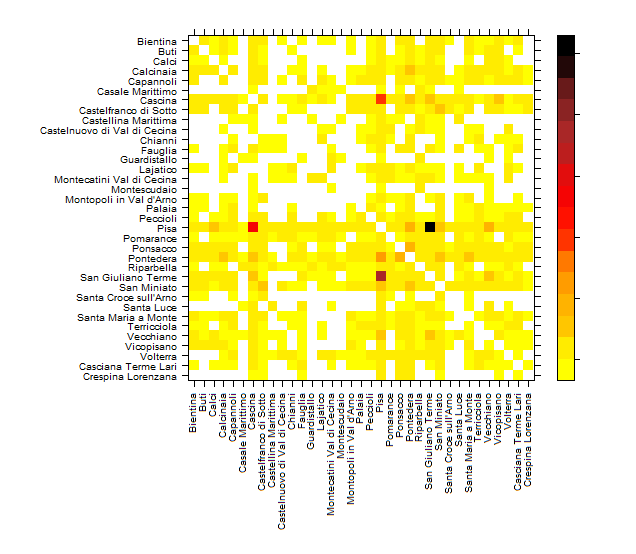 Bientina
Buti
Calci
Calcinaia
Capannoli
Casale Marittimo
Cascina
Castelfranco di Sotto
Castellina Marittima
Castelnuovo di Val di Cecina
Chianni
Fauglia
Guardistallo
Lajatico
Montecatini Val di Cecina
Montescudaio
Montopoli in Val d'Arno
Palaia
Peccioli
Pisa
Pomarance
Ponsacco
Pontedera
Riparbella
San Giuliano Terme
San Miniato
Santa Croce sull'Arno
Santa Luce
Santa Maria a Monte
Terricciola
Vecchiano
Vicopisano
Volterra
Casciana Terme Lari
Crespina Lorenzana
Bientina
Buti
Calci
Calcinaia
Capannoli
Casale Marittimo
Cascina
Castelfranco di Sotto
Castellina Marittima
Castelnuovo di Val di Cecina
Chianni
Fauglia
Guardistallo
Lajatico
Montecatini Val di Cecina
Montescudaio
Montopoli in Val d'Arno
Palaia
Peccioli
Pisa
Pomarance
Ponsacco
Pontedera
Riparbella
San Giuliano Terme
San Miniato
Santa Croce sull'Arno
Santa Luce
Santa Maria a Monte
Terricciola
Vecchiano
Vicopisano
Volterra
Casciana Terme Lari
Crespina Lorenzana